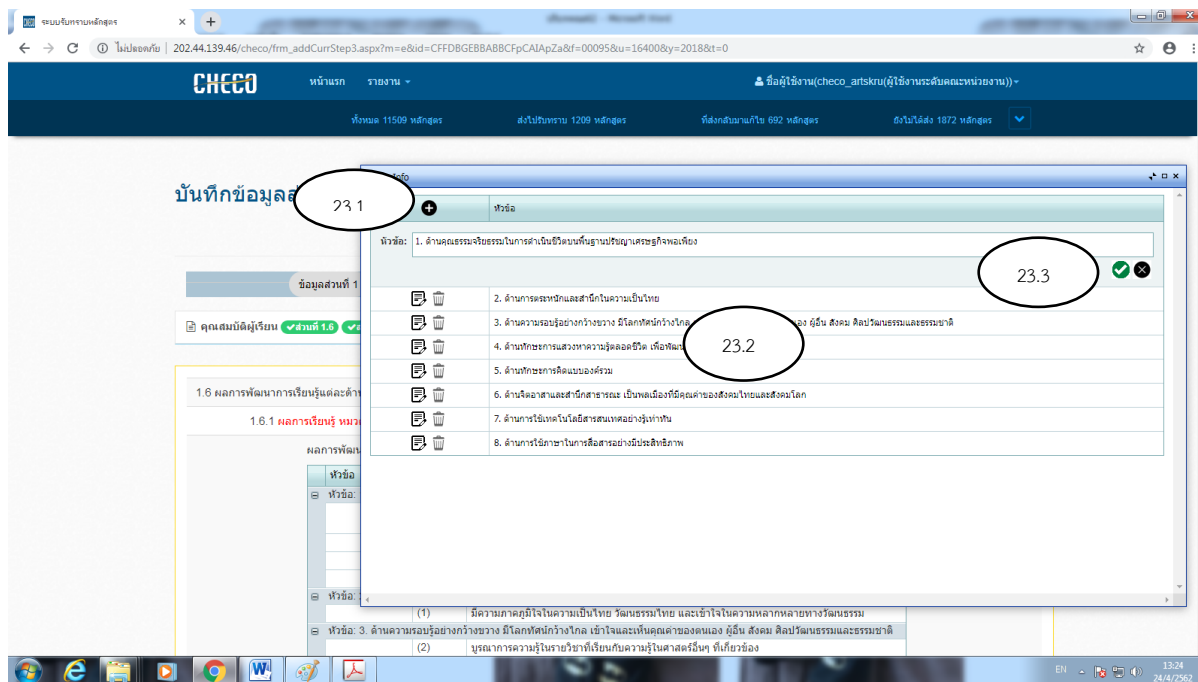 ระบบรับทราบหลักสูตร
ไม่ปลอดภัย | 202.44.139.46/checo/frm_addCurrStep3.aspx?m=e&id=CFFDBGEBBABBCFpCAIApZa&f=00095&u=16400&y=2018&t=0
CHECO หน้าแรก รายงาน ชื่อผู้ใช้งาน(checo_artskru(ผู้ใช้งานระดับคณะหน่วยงาน))
ทั้งหมด 11509 หลักสูตร ส่งไปรับทราบ 1209 หลักสูตร ที่ส่งกลับมาแก้ไข 692 หลักสูตร ยังไม่ได้ส่ง 1872 หลักสูตร
บันทึกข้อมูลส่
23.1
หัวข้อ
หัวข้อ: 1. ด้านคุณธรรมจริยธรรมในการดำเนินชีวิตบนพื้นฐานปรัชญาเศรษฐกิจพอเพียง
23.3
ข้อมูลส่วนที่ 1
2. ด้านการตระหนักและสำนึกในความเป็นไทย
คุณสมบัติผู้เรียน ส่วนที่ 1.6
3. ด้านความรอบรู้อย่างกว้างขวาง มีโลกทัศน์กว้างไกล ผู้อื่น สังคม ศิลปวัฒนธรรมและธรรมชาติ
23.2
4. ด้านทักษะการแสวงหาความรู้ตลอดชีวิต เพื่อพัฒน
5. ด้านทักษะการคิดแบบองค์รวม
1.6 ผลการพัฒนาการเรียนรู้แต่ละด้าน
6. ด้านจิตอาสาและสำนึกสาธารณะ เป็นพลเมืองที่มีคุณค่าของสังคมไทยและสังคมโลก
1.6.1 ผลการเรียนรู้ หมว
7. ด้านการใช้เทคโนโลยีสารสนเทศอย่างรู้เท่าทัน
8. ด้านการใช้ภาษาในการสื่อสารอย่างมีประสิทธิภาพ
ผลการพัฒน
หัวข้อ
หัวข้อ:
หัวข้อ:
(1) มีความภาคภูมิใจในความเป็นไทย วัฒนธรรมไทย และเข้าใจในความหลากหลายทางวัฒนธรรม
หัวข้อ: 3. ด้านความรอบรู้อย่างกว้างขวาง มีโลกทัศน์กว้างไกล เข้าใจและเห็นคุณค่าของตนเอง ผู้อื่น สังคม ศิลปวัฒนธรรมและธรรมชาติ
(2) บูรณาการความรู้ในรายวิชาที่เรียนกับความรู้ในศาสตร์อื่นๆ ที่เกี่ยวข้อง
EN 13:24
24/4/2562